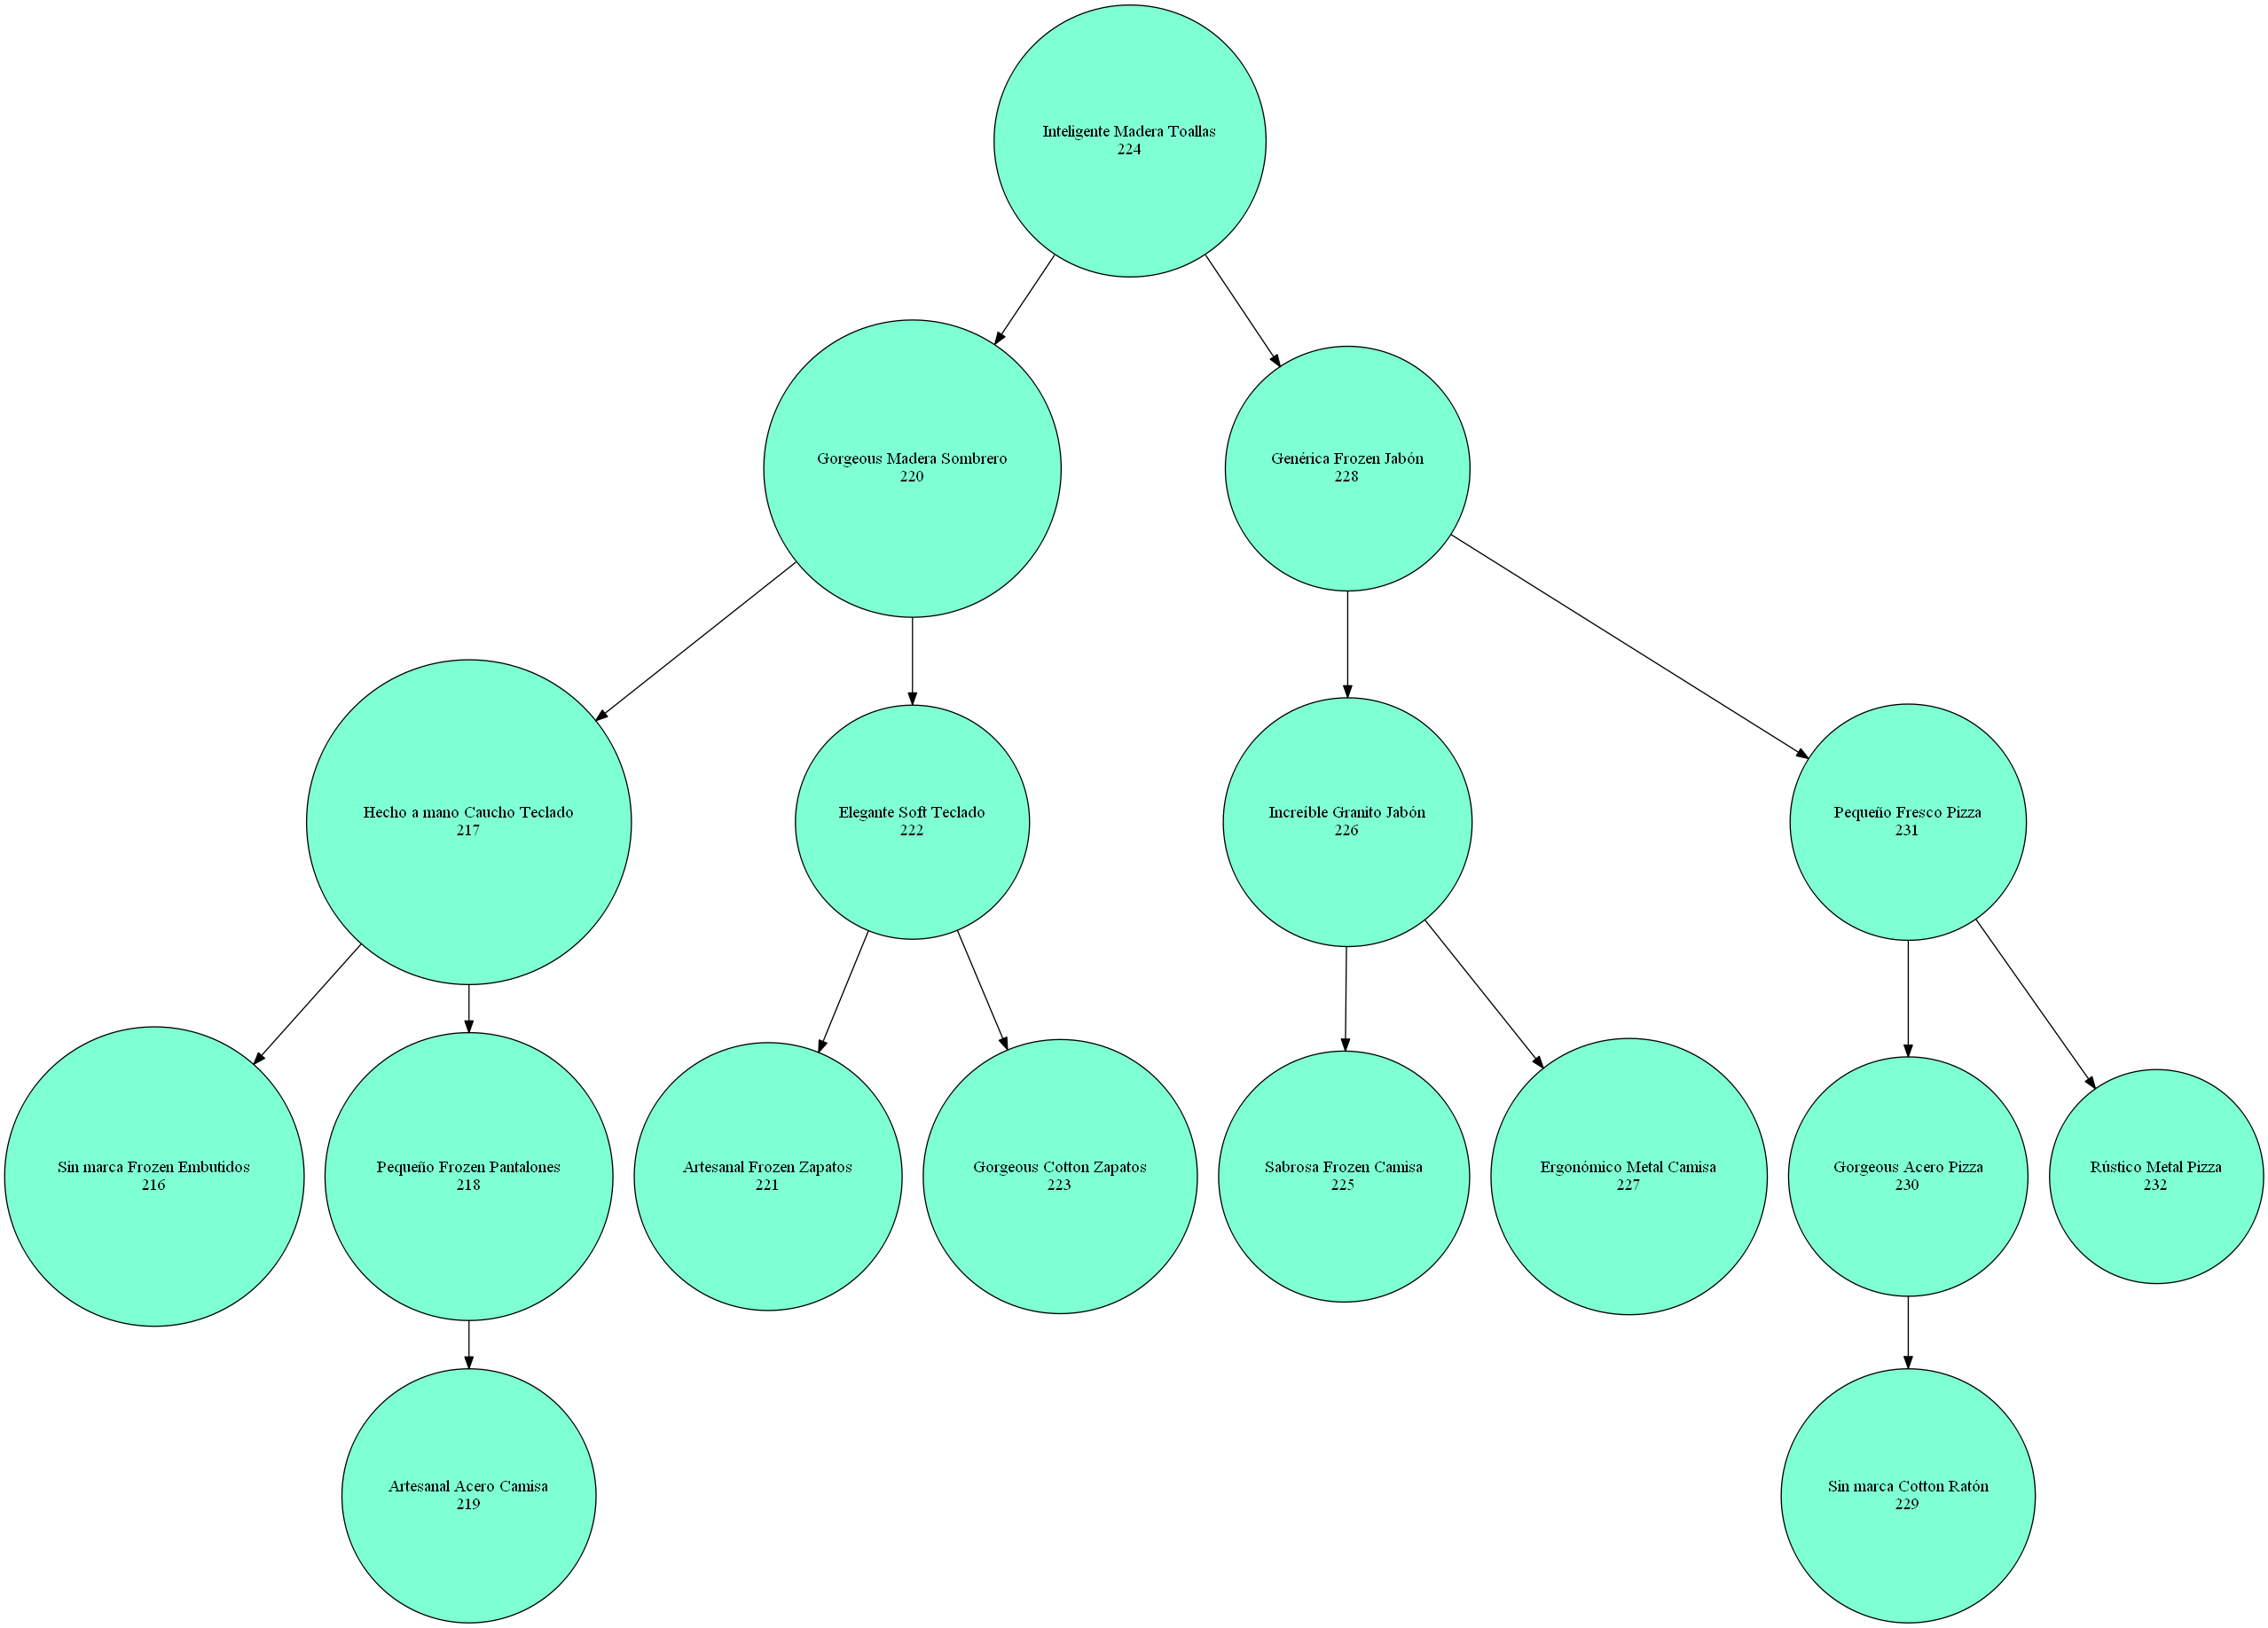 Inteligente Madera Toallas
224
Gorgeous Madera Sombrero
220
Genérica Frozen Jabón
228
Hecho a mano Caucho Teclado
217
Elegante Soft Teclado
222
Increíble Granito Jabón
226
Pequeño Fresco Pizza
231
Sin marca Frozen Embutidos
216
Pequeño Frozen Pantalones
218
Artesanal Frozen Zapatos
221
Gorgeous Cotton Zapatos
223
Sabrosa Frozen Camisa
225
Ergonómico Metal Camisa
227
Gorgeous Acero Pizza
230
Rústico Metal Pizza
232
Artesanal Acero Camisa
219
Sin marca Cotton Ratón
229